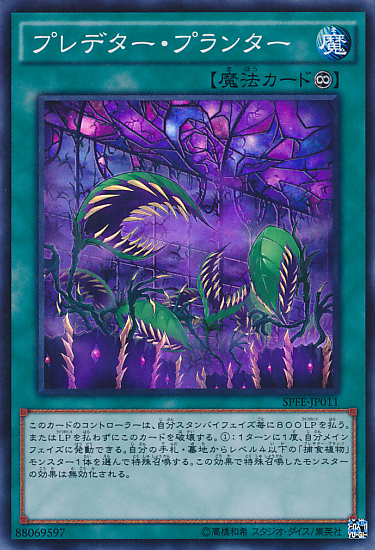 プレデター・プランター
魔
【魔法カード∞】
SPFE-JP011
このカードのコントローラーは、自分スタンバイフェイズ毎に８００ＬＰを払う。
またはＬＰを払わずにこのカードを破壊する。①：１ターンに１度、自分メイン
フェイズに発動できる。自分の手札・墓地からレベル４以下の「捕食植物」
モンスター１体を選んで特殊召喚する。この効果で特殊召喚したモンスター
の効果は無効化される。
88069597
©高橋和希 スタジオ・ダイス/集英社